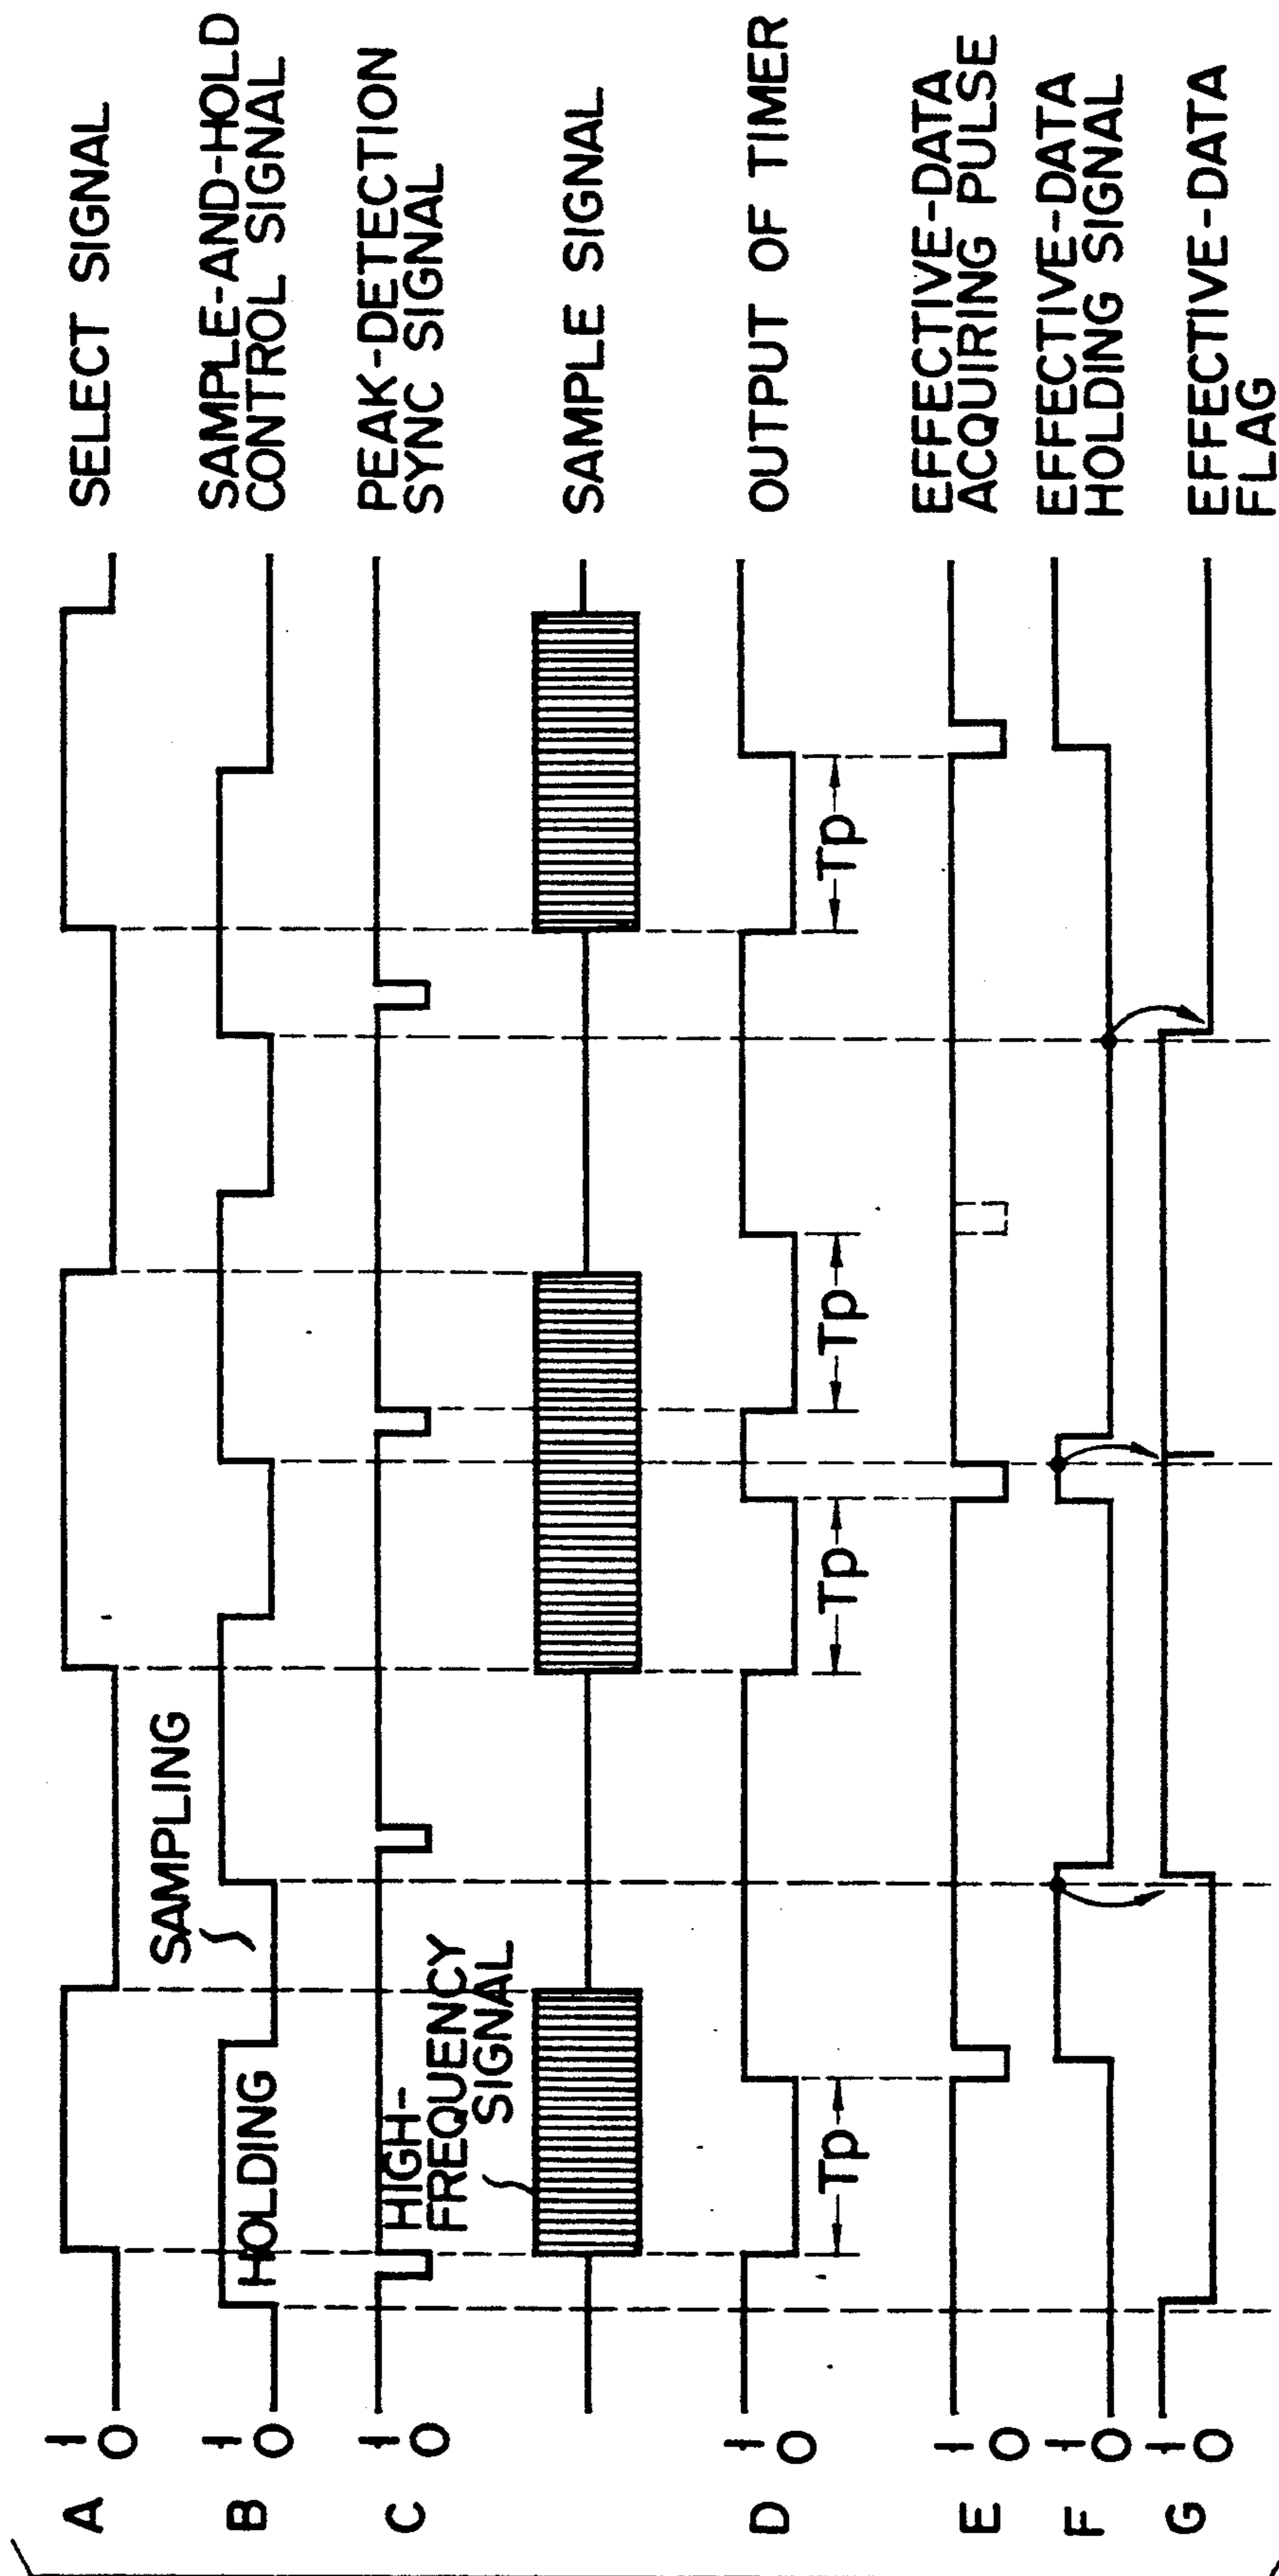 A 1
0
SELECT SIGNAL
B 1
0
HOLDING
SAMPLING
SAMPLE-AND-HOLD
CONTROL SIGNAL
C 1
0
PEAK-DETECTION
SYNC SIGNAL
HIGH-
FREQUENCY
SIGNAL
SAMPLE SIGNAL
D 1
0
Tp
Tp
Tp
Tp
OUTPUT OF TIMER
E 1
0
EFFECTIVE-DATA
ACQUIRING PULSE
F 1
0
EFFECTIVE-DATA
HOLDING SIGNAL
G 1
0
EFFECTIVE-DATA
FLAG